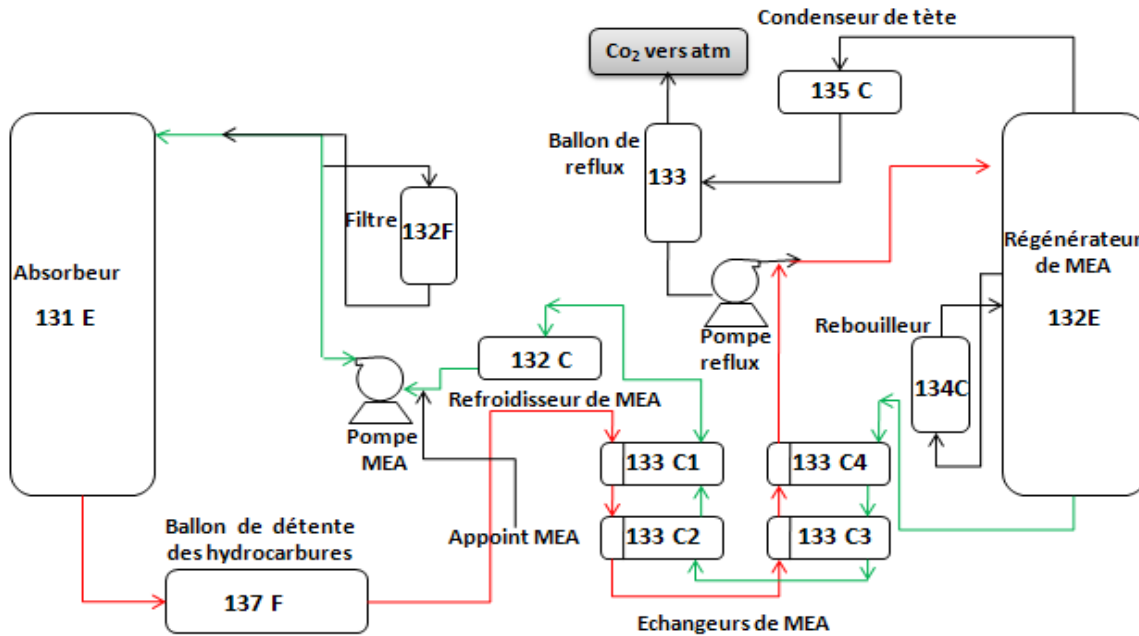 Condenseur de tète
Co₂ vers atm
135 C
Ballon de
reflux
133
Filtre
132F
Absorbeur
131 E
Régénérateur
de MEA
132E
Rebouilleur
134C
Pompe
reflux
132 C
Refroidisseur de MEA
Pompe
MEA
133 C1
133 C4
Appoint MEA
133 C2
133 C3
Ballon de détente
des hydrocarbures
137 F
Echangeurs de MEA